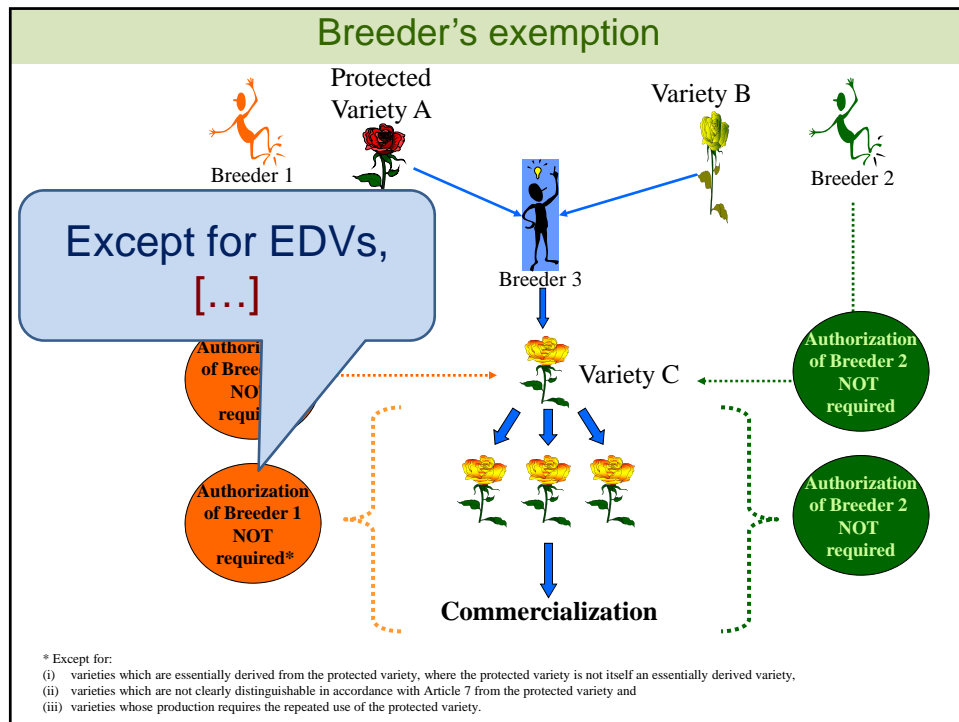 Breeder’s exemption
Protected
Variety A
Variety B
Breeder 1
Breeder 2
Except for EDVs,
[…]
Breeder 3
Variety C
of
NO
Authorization
of Breeder 2
NOT
required
Authorization
of Breeder 1
NOT
required*
Authorization
of Breeder 2
NOT
required
Commercialization
* Except for:
(i) varieties which are essentially derived from the protected variety, where the protected variety is not itself an essentially derived variety,
(ii) varieties which are not clearly distinguishable in accordance with Article 7 from the protected variety and
(iii) varieties whose production requires the repeated use of the protected variety.